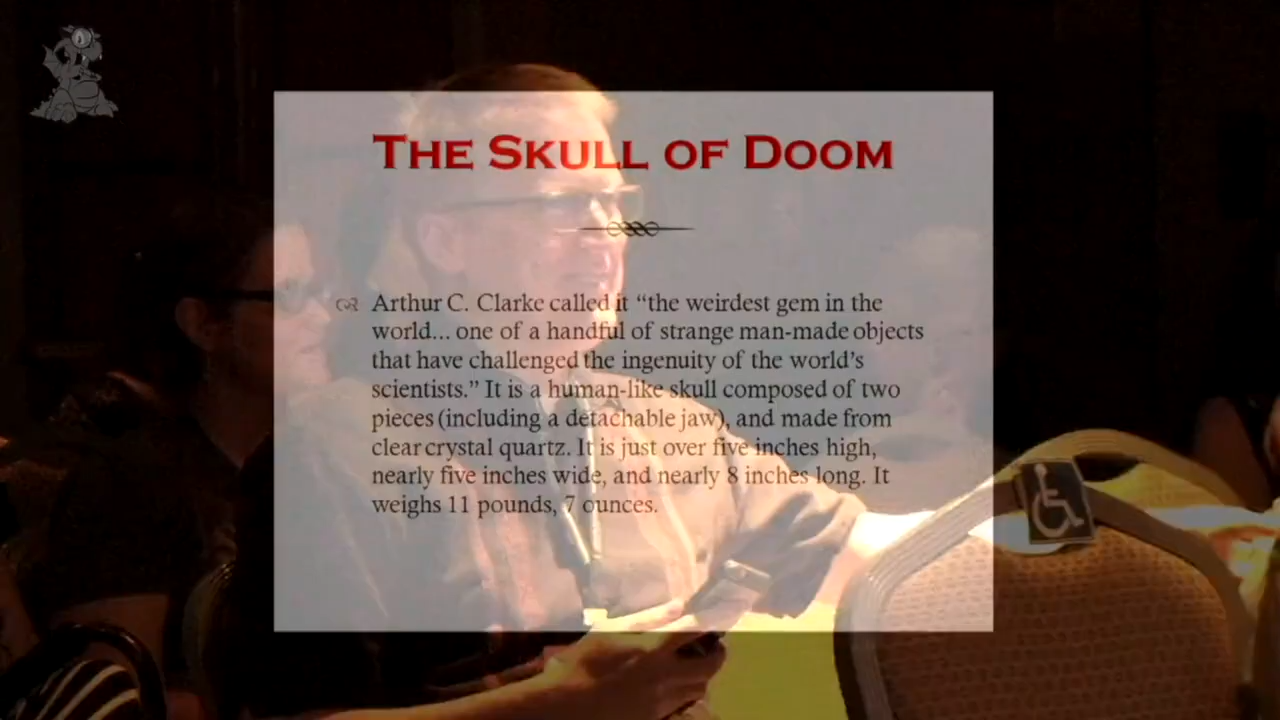 THE SKULL OF DOOM
Arthur C. Clarke called it “the weirdest gem in the
world... one of a handful of strange man-made objects
that have challenged the ingenuity of the world’s
scientists.” It is a human-like skull composed of two
pieces (including a detachable jaw), and made from
clear crystal quartz. It is just over five inches high,
nearly five inches wide, and nearly 8 inches long. It
weighs 11 pounds, 7 ounces.